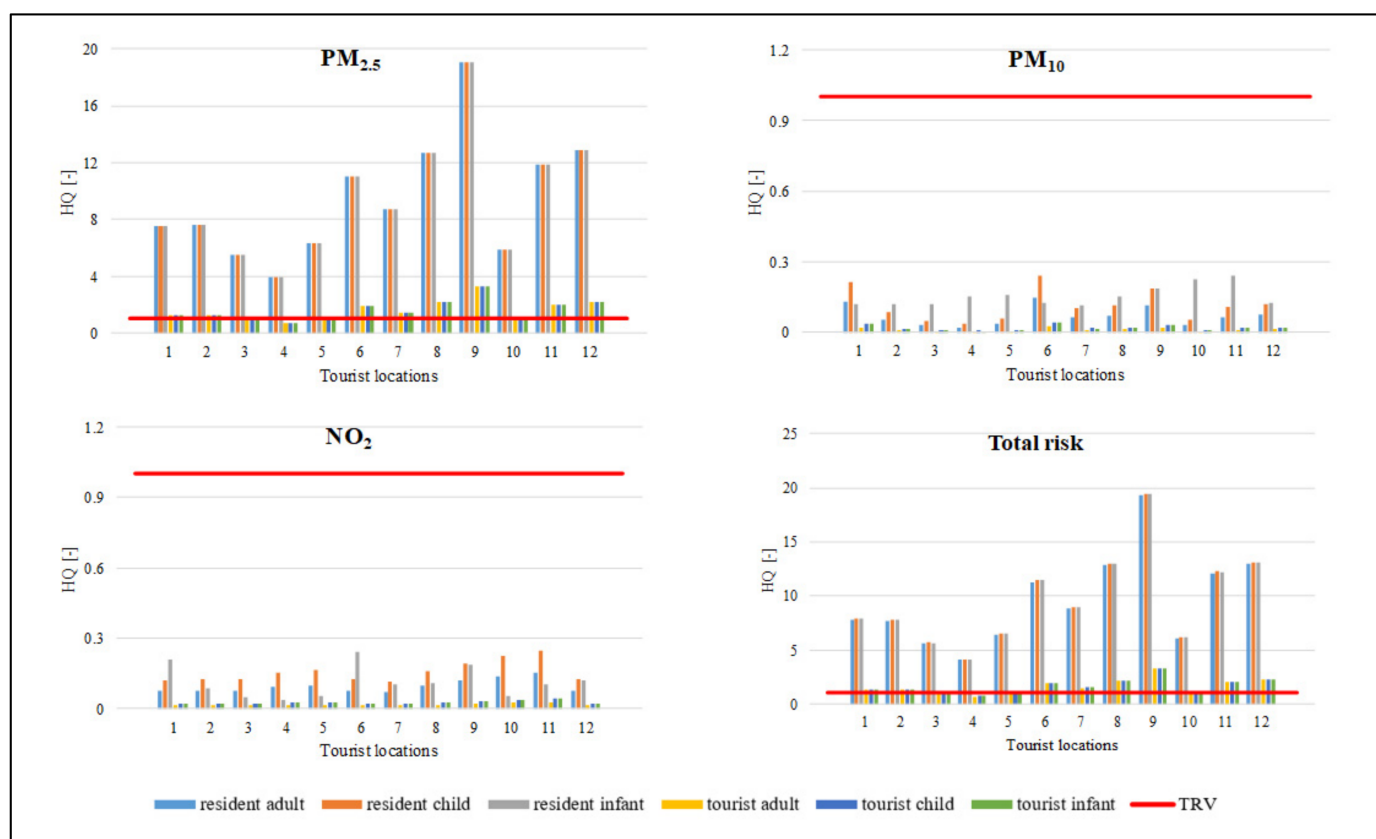 PM2.5
20
16
12
8
4
0
HQ [-]
1 2 3 4 5 6 7 8 9 10 11 12
Tourist locations
PM10
1.2
0.9
0.6
0.3
0
HQ [-]
1 2 3 4 5 6 7 8 9 10 11 12
Tourist locations
NO2
1.2
0.9
0.6
0.3
0
HQ [-]
1 2 3 4 5 6 7 8 9 10 11 12
Tourist locations
Total risk
25
20
15
10
5
0
HQ [-]
1 2 3 4 5 6 7 8 9 10 11 12
Tourist locations
resident adult resident child resident infant tourist adult tourist child tourist infant TRV